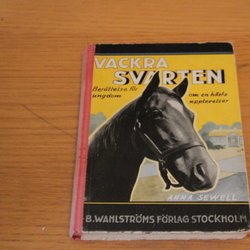 VACKRA
SVARTEN
Berättelse för om en hästs
ungdom upplevelser
ANNA SEWELL
B. WAHLSTRÖMS FÖRLAG STOCKHOLM